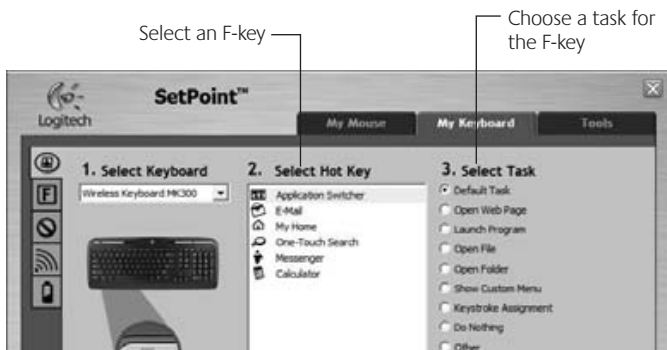 Select an F-key
Choose a task for
the F-key
Logitech
SetPoint™
My Mouse
My Keyboard
Tools
1. Select Keyboard
Wireless Keyboard MK300
2. Select Hot Key
Application Switcher
E-Mail
My Home
One-Touch Search
Messenger
Calculator
3. Select Task
Default Task
Open Web Page
Launch Program
Open File
Open Folder
Show Custom Menu
Keystroke Assignment
Do Nothing
Other
F